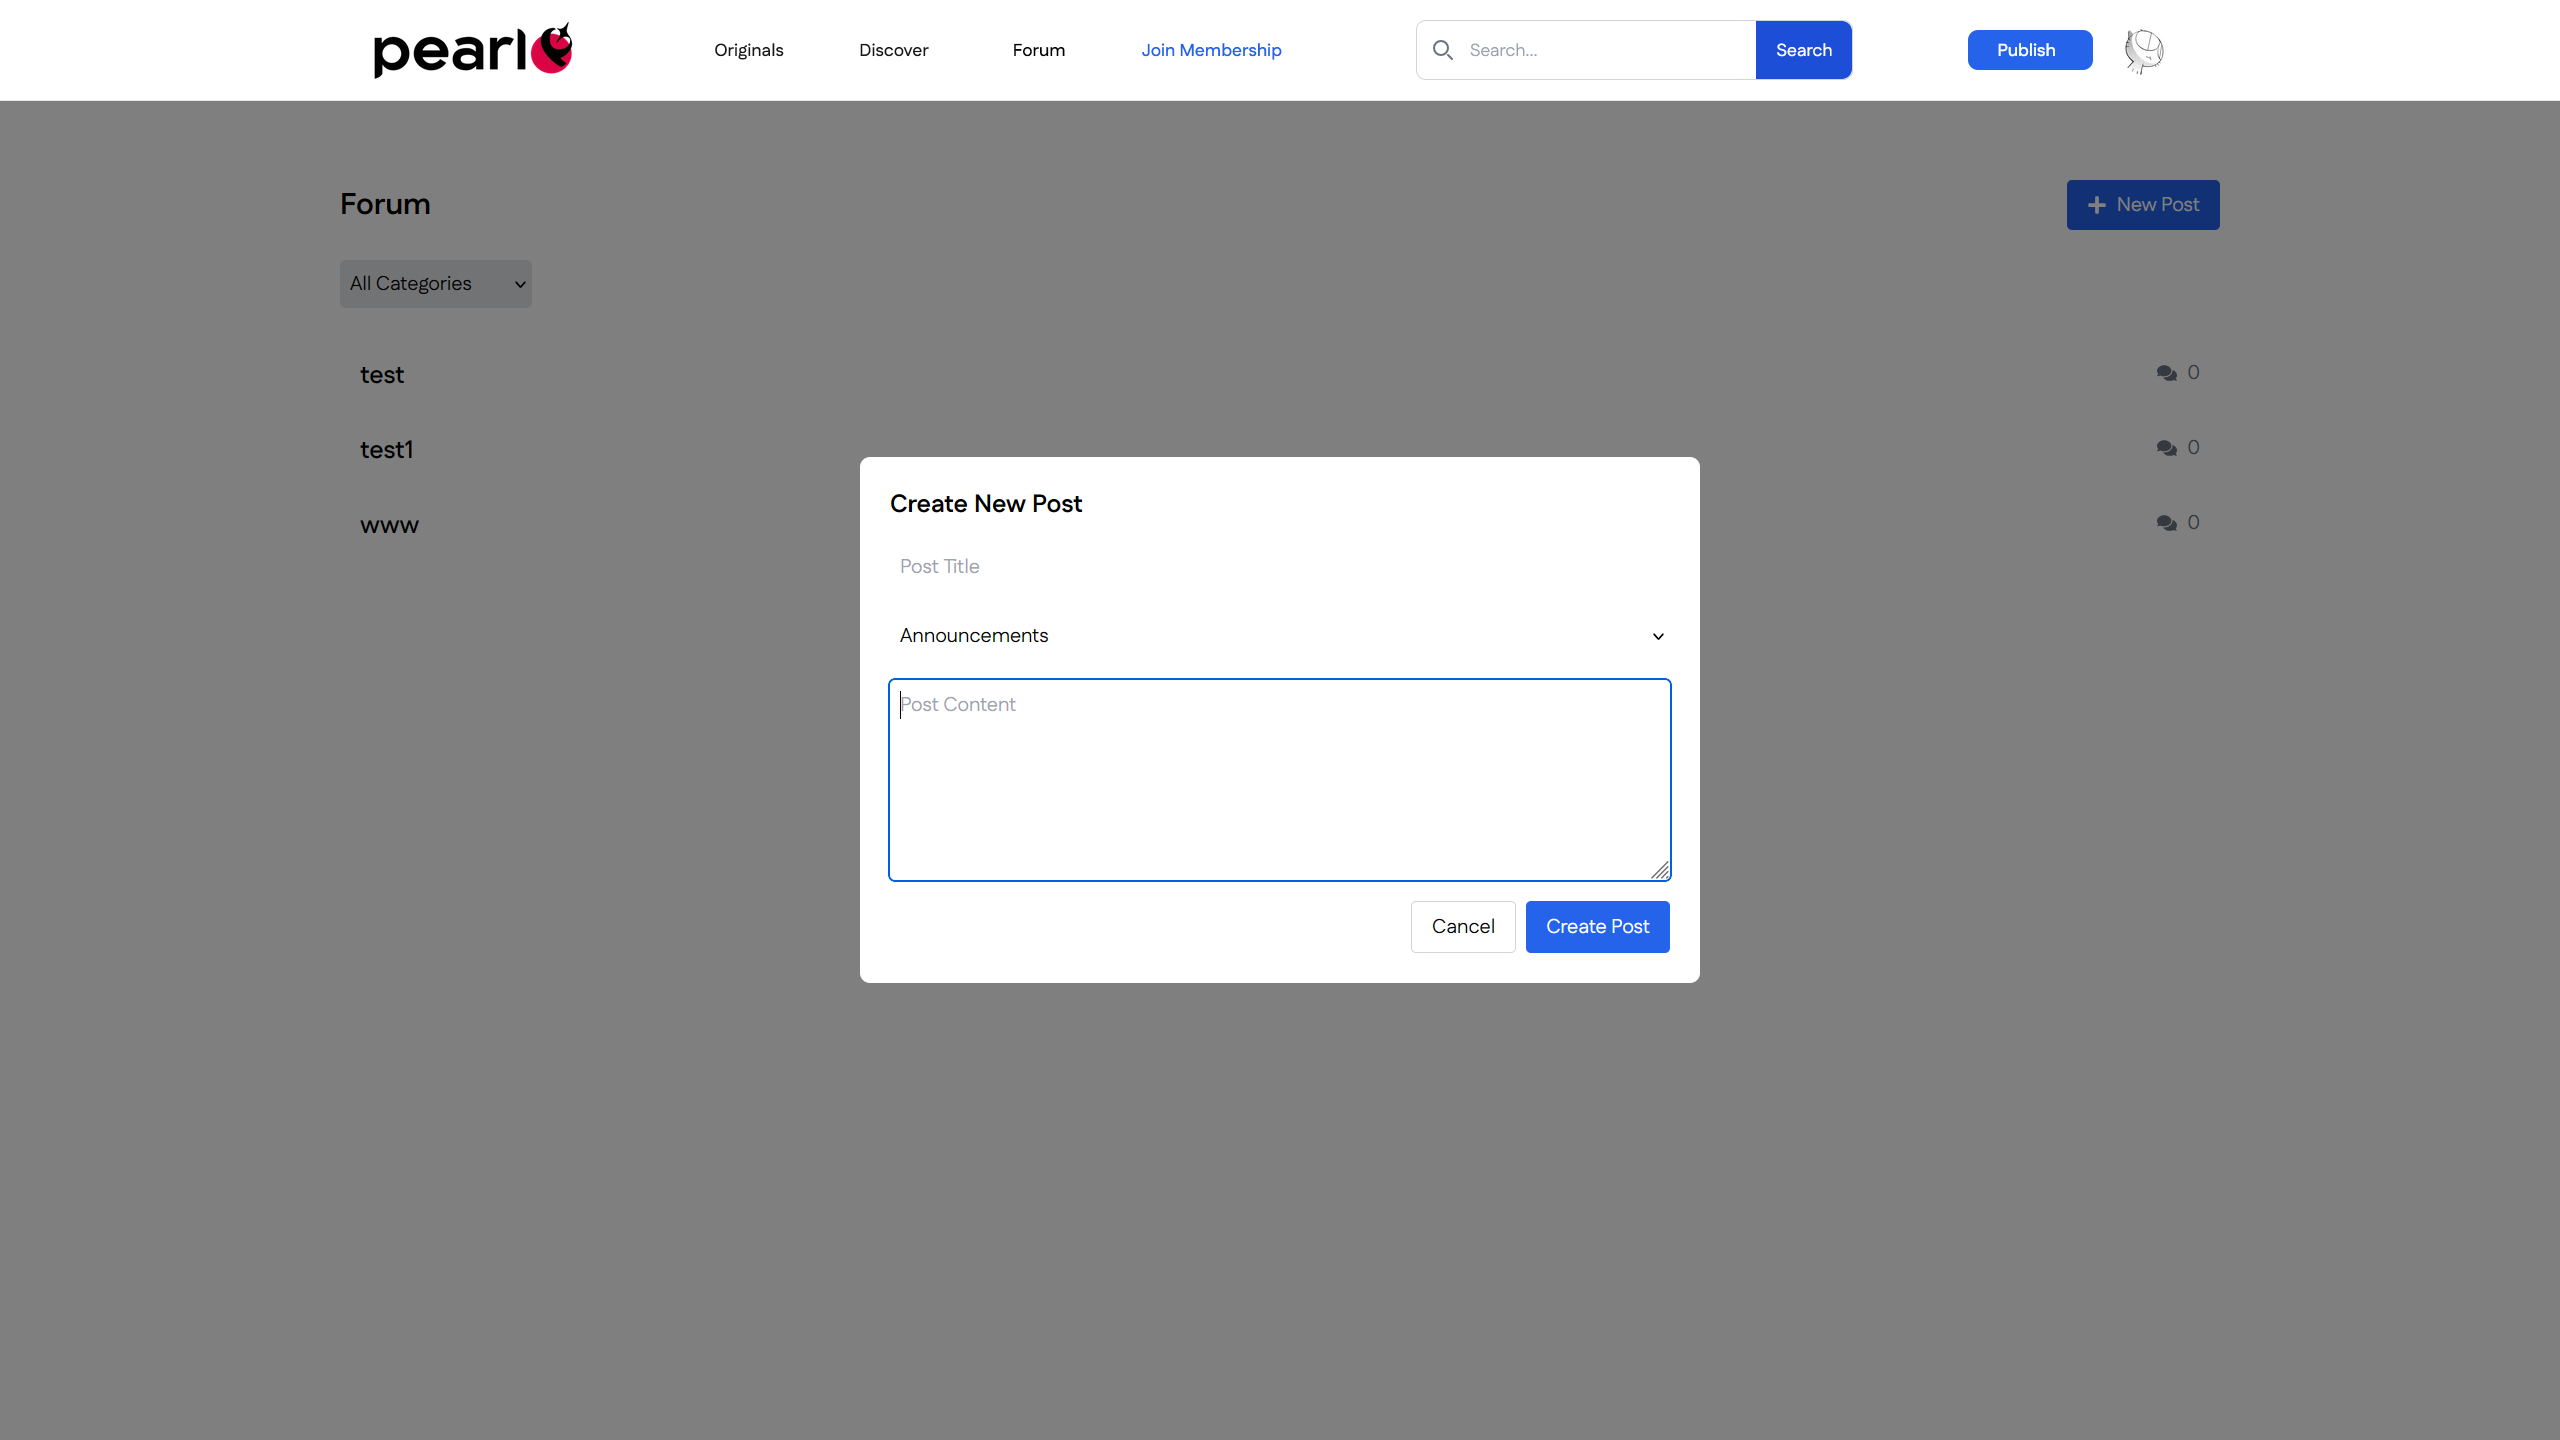 pearl
Originals
Discover
Forum
Join Membership
Search...
Search
Publish
Forum
New Post
All Categories
test
0
test1
0
www
0
Create New Post
Post Title
Announcements
Post Content
Cancel
Create Post